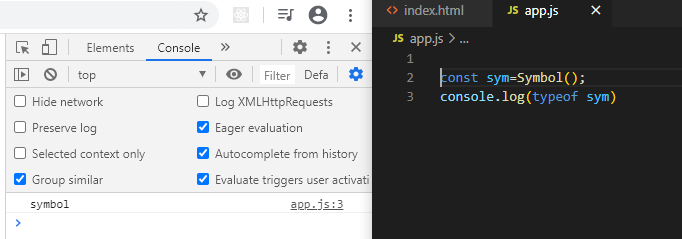 Elements
Console
top
Filter
Defa
Hide network
Log XMLHttpRequests
Preserve log
Eager evaluation
Selected context only
Autocomplete from history
Group similar
Evaluate triggers user activati
symbol
app.js:3
>
index.html
JS app.js
JS app.js > ...
1
2 const sym=Symbol();
3 console.log(typeof sym)